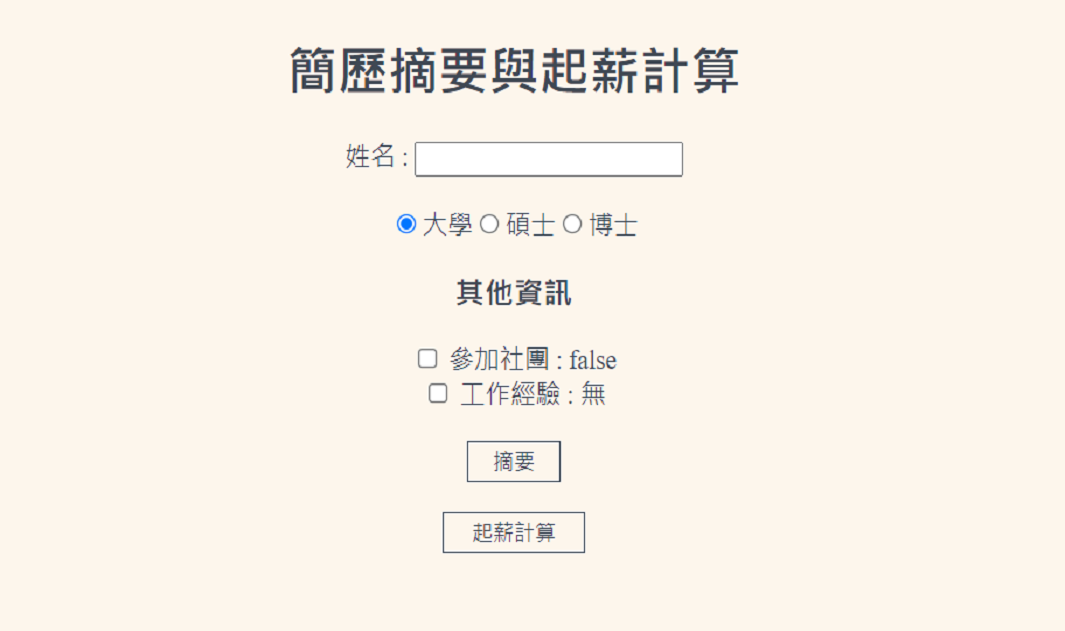 簡歷摘要與起薪計算
姓名 :
大學 碩士 博士
其他資訊
參加社團 : false
工作經驗 : 無
摘要
起薪計算